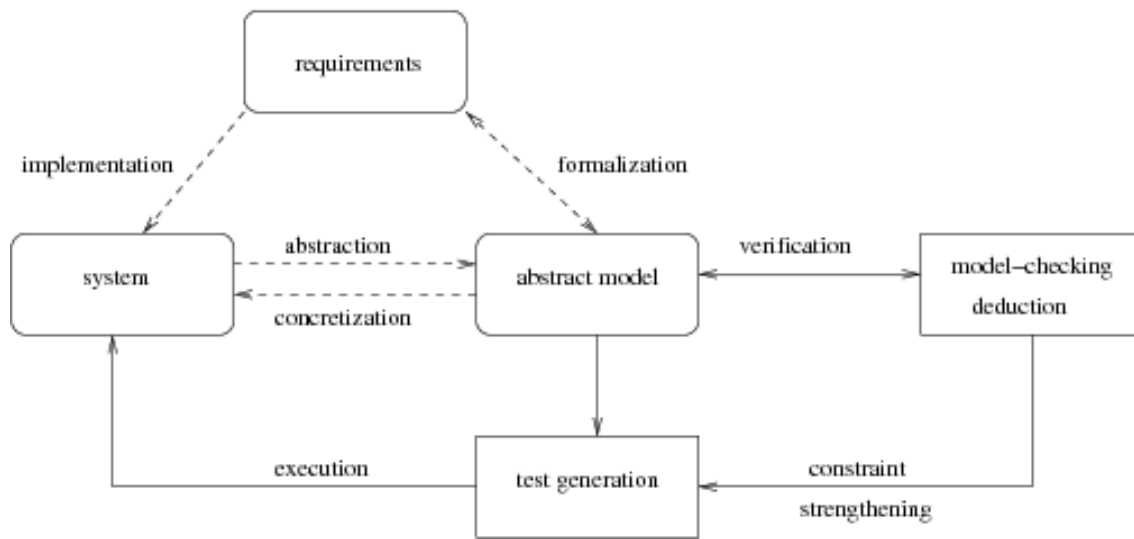 requirements
implementation
formalization
abstraction
verification
system
abstract model
model-checking
deduction
concretization
execution
test generation
constraint
strengthening